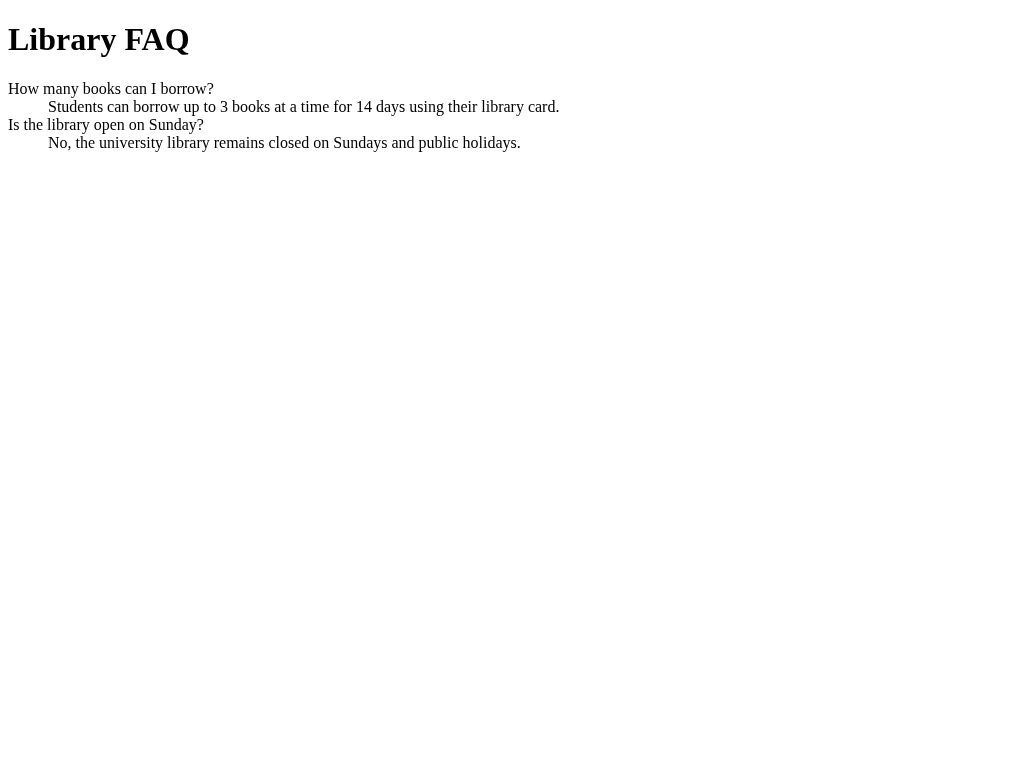 Library FAQ
How many books can I borrow?
Students can borrow up to 3 books at a time for 14 days using their library card.
Is the library open on Sunday?
No, the university library remains closed on Sundays and public holidays.